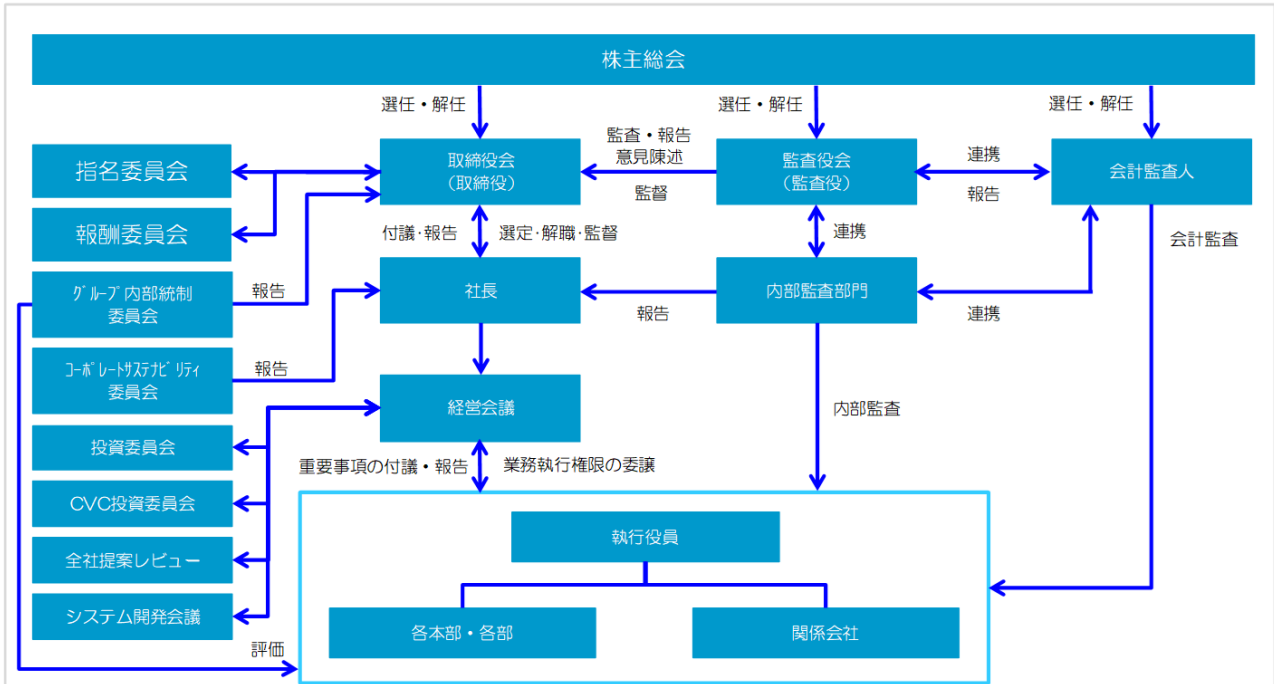 株主総会
選任・解任
選任・解任
選任・解任
指名委員会
取締役会
（取締役）
監査・報告
意見陳述
監督
監査役会
（監査役）
連携
報告
会計監査人
報酬委員会
付議・報告
選定・解職・監督
連携
会計監査
ｸﾞﾙｰﾌﾟ内部統制
委員会
報告
社長
報告
内部監査部門
連携
ｺｰﾎﾟﾚｰﾄｻｽﾃﾅﾋﾞﾘﾃｨ
委員会
報告
経営会議
内部監査
投資委員会
重要事項の付議・報告
業務執行権限の委譲
CVC投資委員会
執行役員
全社提案レビュー
システム開発会議
各本部・各部
関係会社
評価